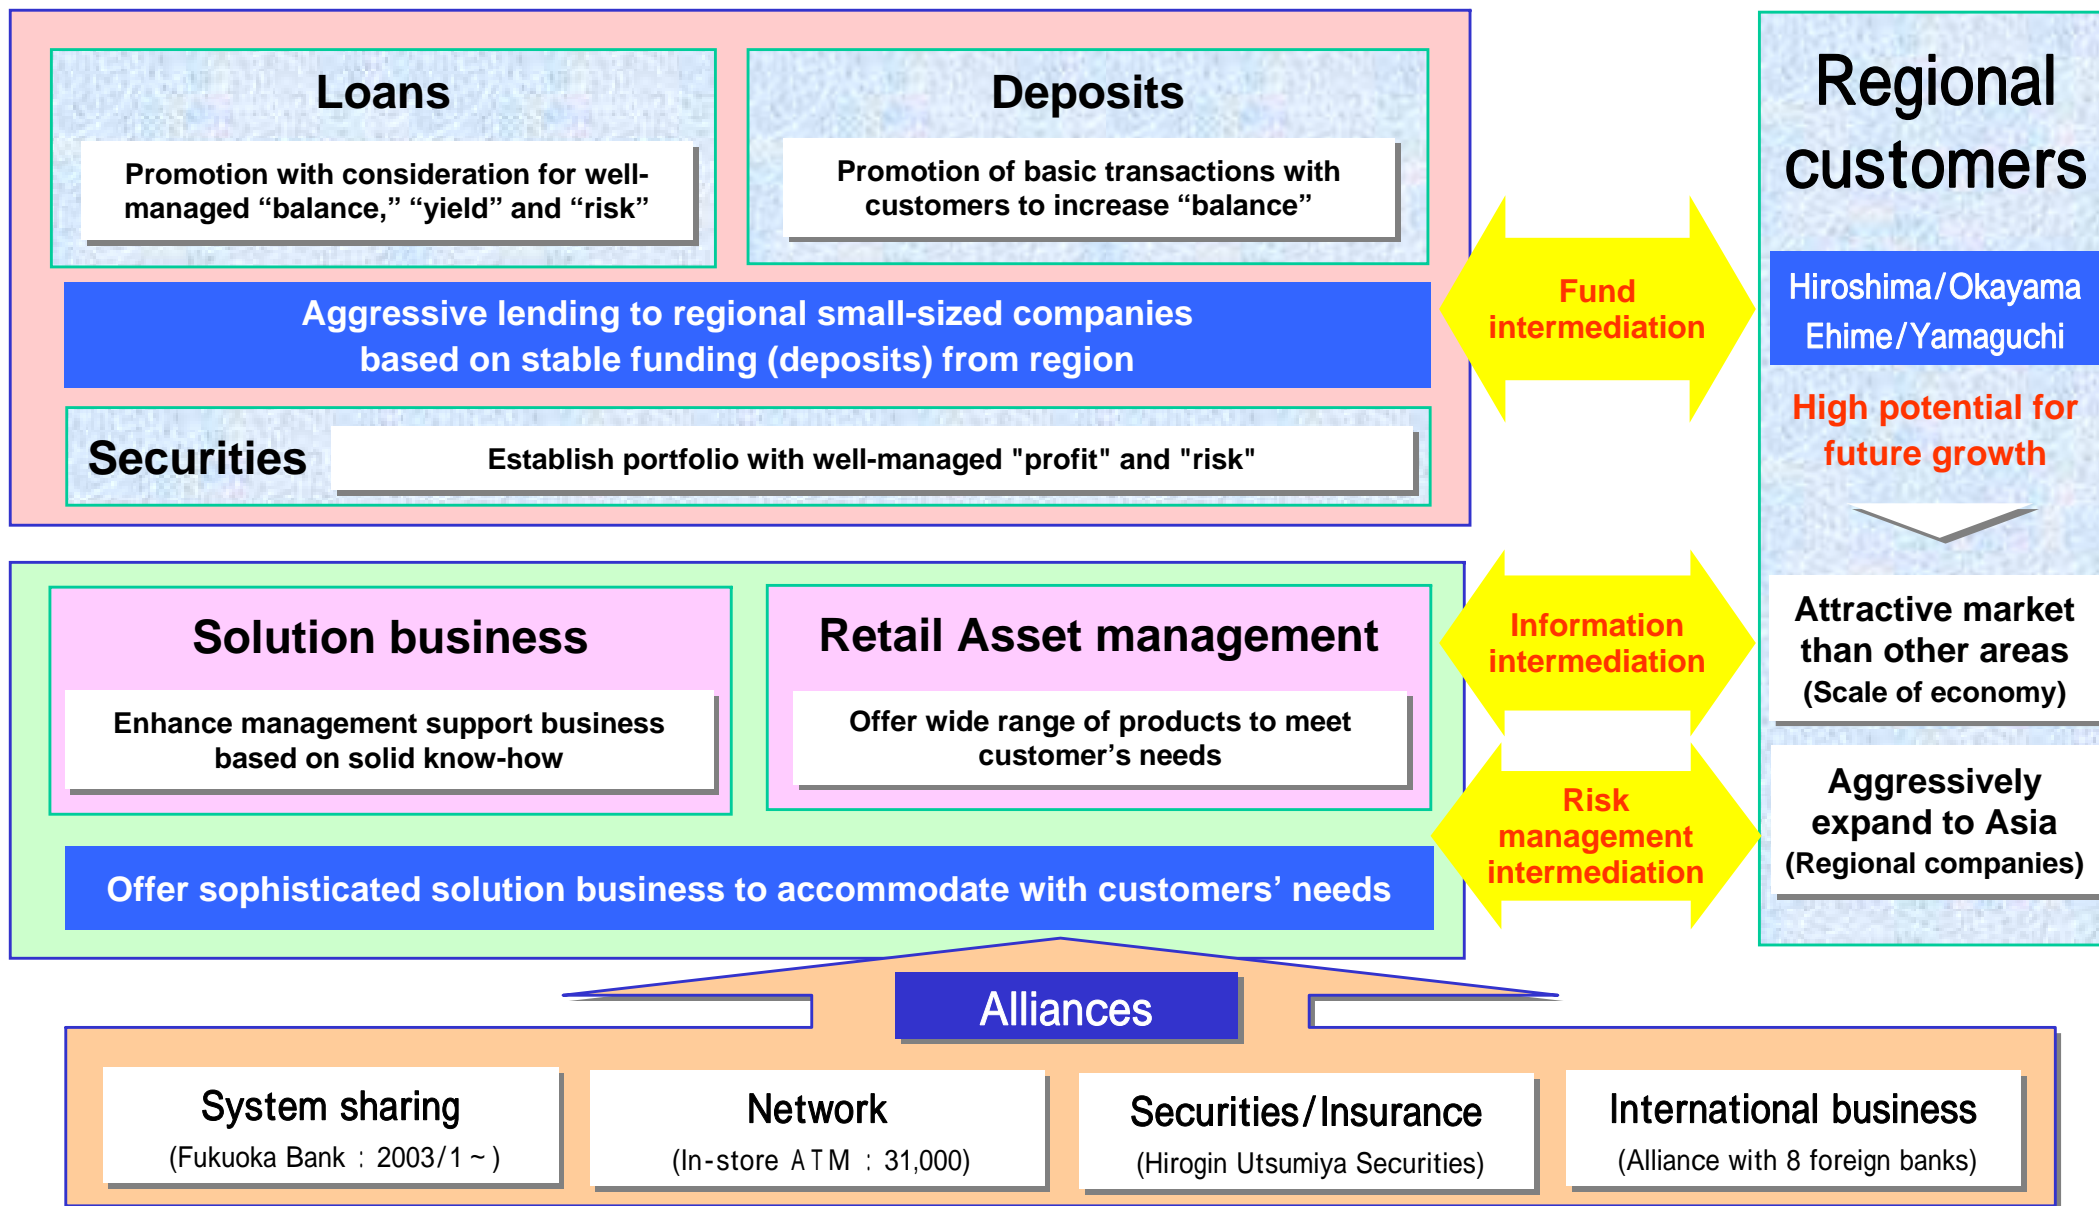 Loans
Promotion with consideration for well-
managed “balance,” “yield” and “risk”
Deposits
Promotion of basic transactions with
customers to increase “balance”
Aggressive lending to regional small-sized companies
based on stable funding (deposits) from region
Securities
Establish portfolio with well-managed "profit" and "risk"
Fund
intermediation
Regional
customers
Hiroshima/Okayama
Ehime/Yamaguchi
High potential for
future growth
Attractive market
than other areas
(Scale of economy)
Aggressively
expand to Asia
(Regional companies)
Solution business
Enhance management support business
based on solid know-how
Retail Asset management
Offer wide range of products to meet
customer’s needs
Offer sophisticated solution business to accommodate with customers’ needs
Information
intermediation
Risk
management
intermediation
Alliances
System sharing
(Fukuoka Bank : 2003/1 ~ )
Network
(In-store ATM : 31,000)
Securities/Insurance
(Hirogin Utsumiya Securities)
International business
(Alliance with 8 foreign banks)